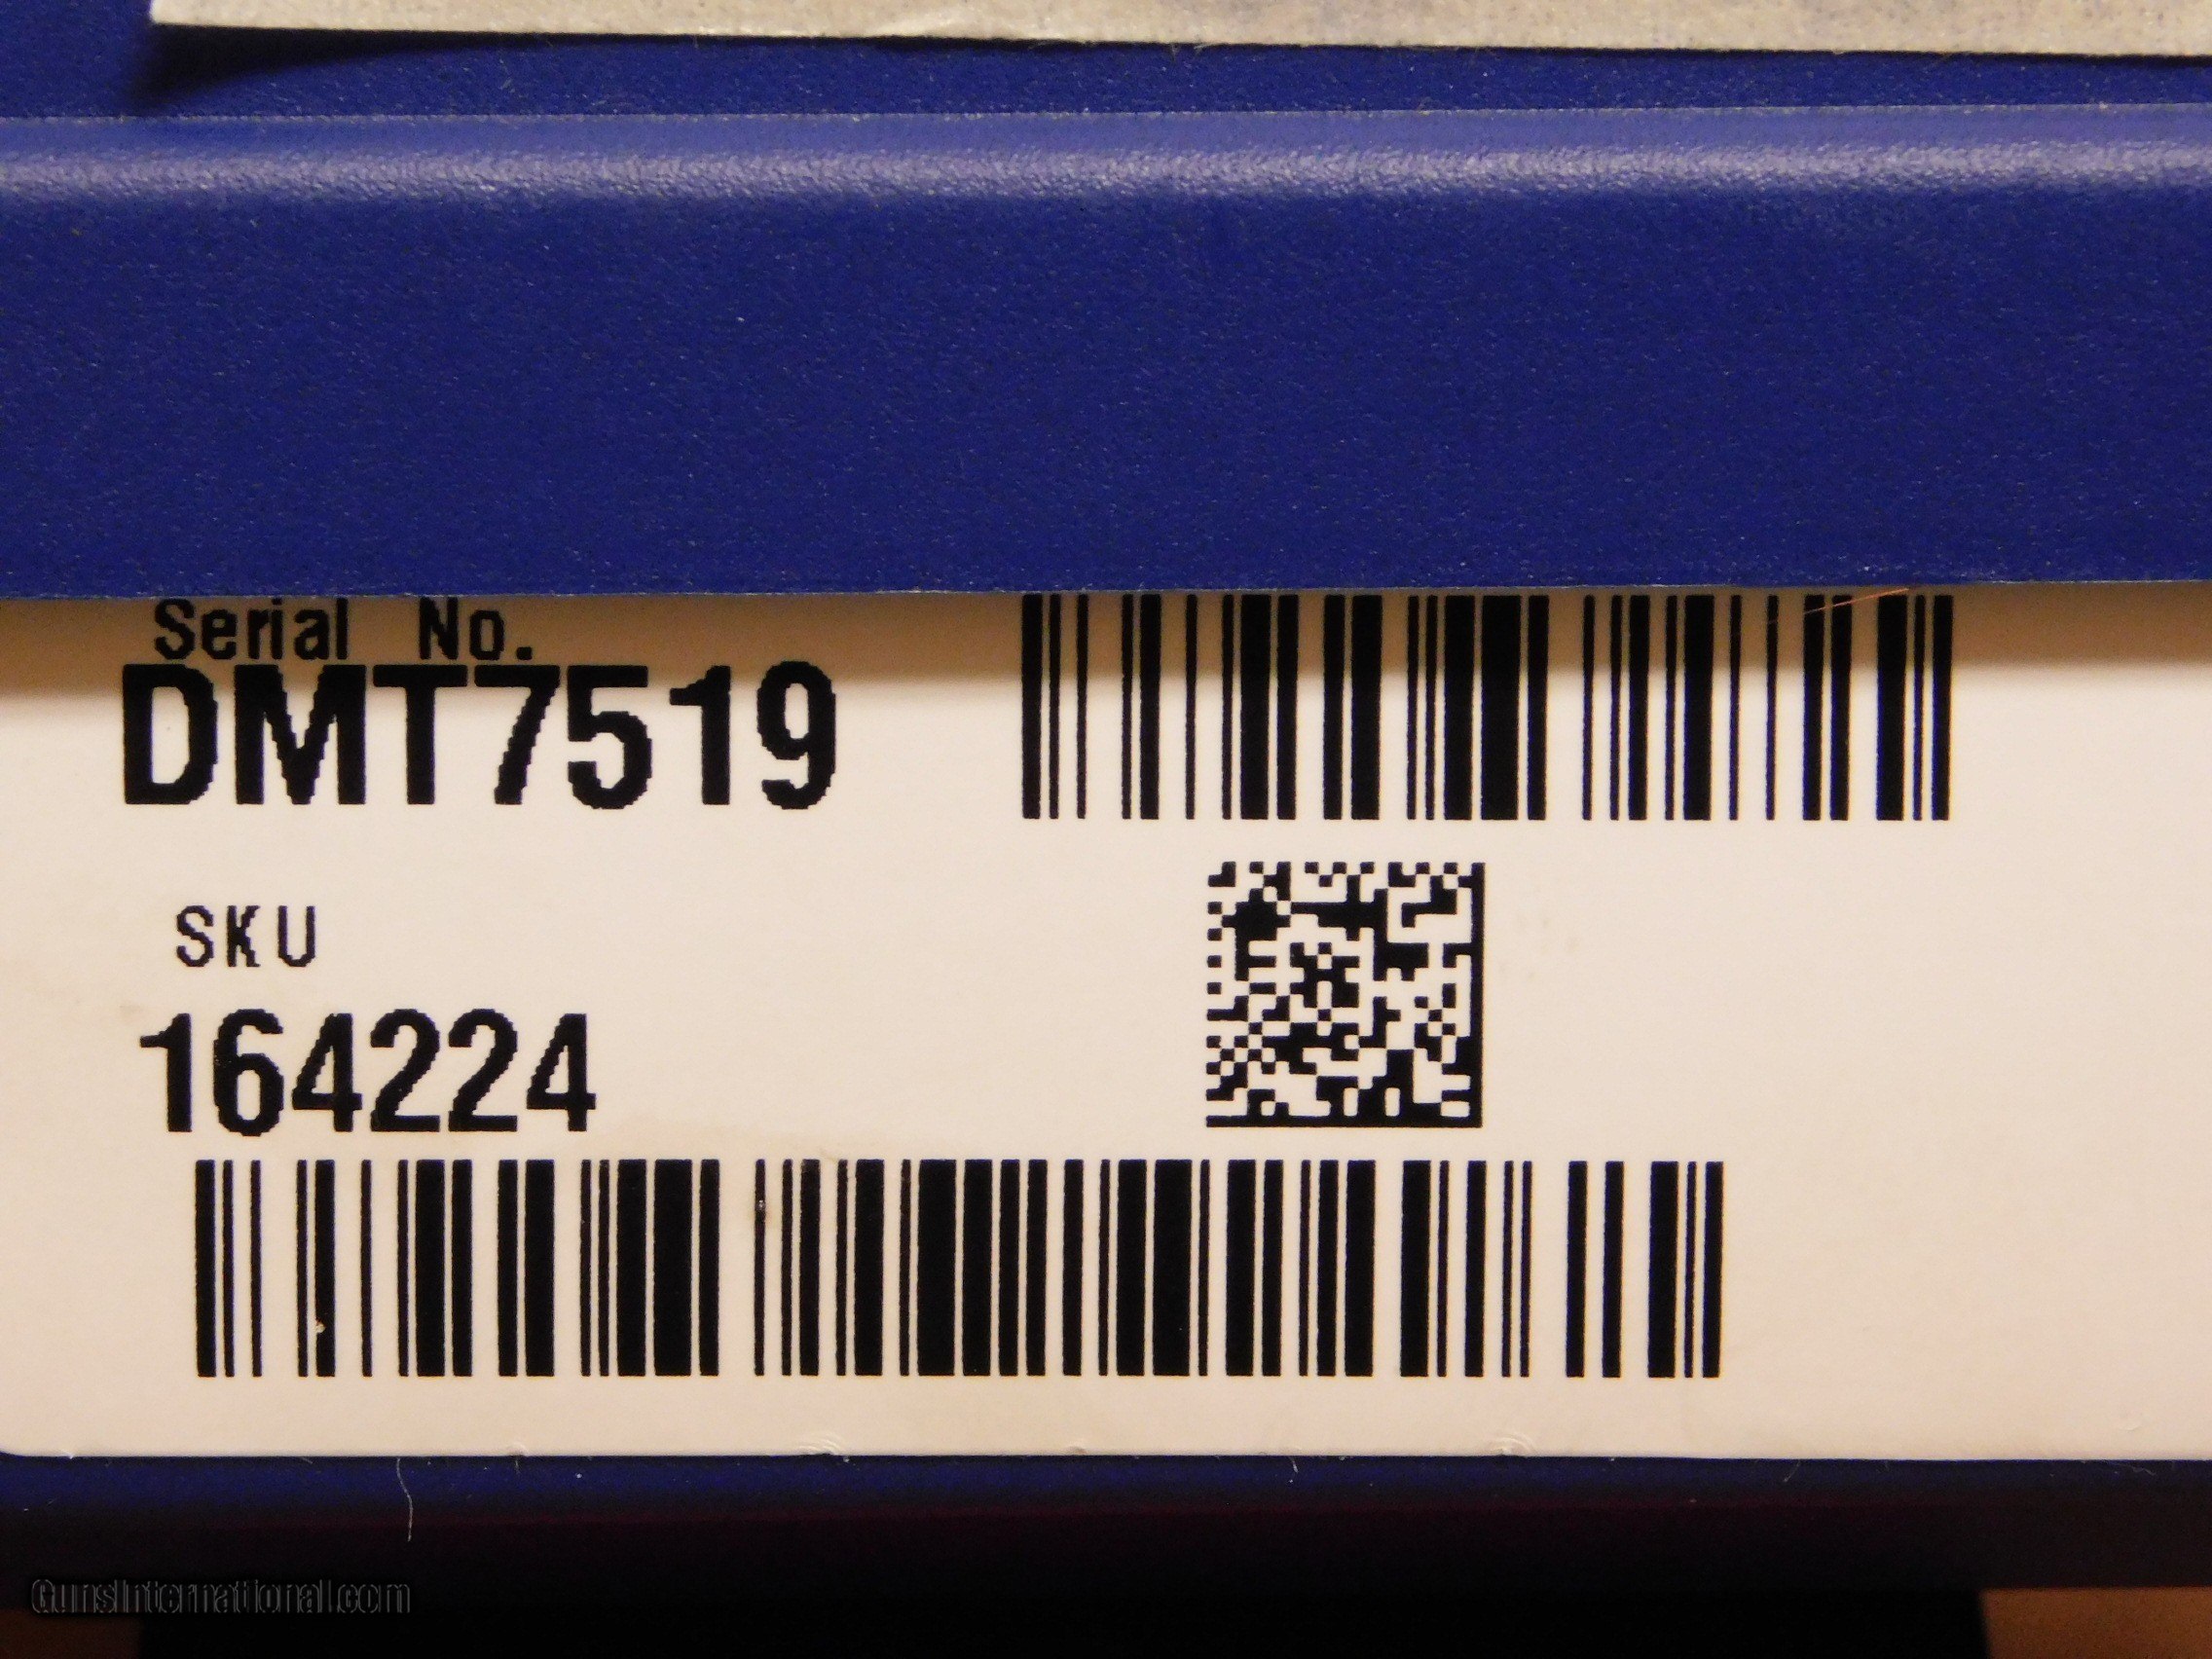 Serial No.
DMT7519
SKU
164224
GunsInternational.com